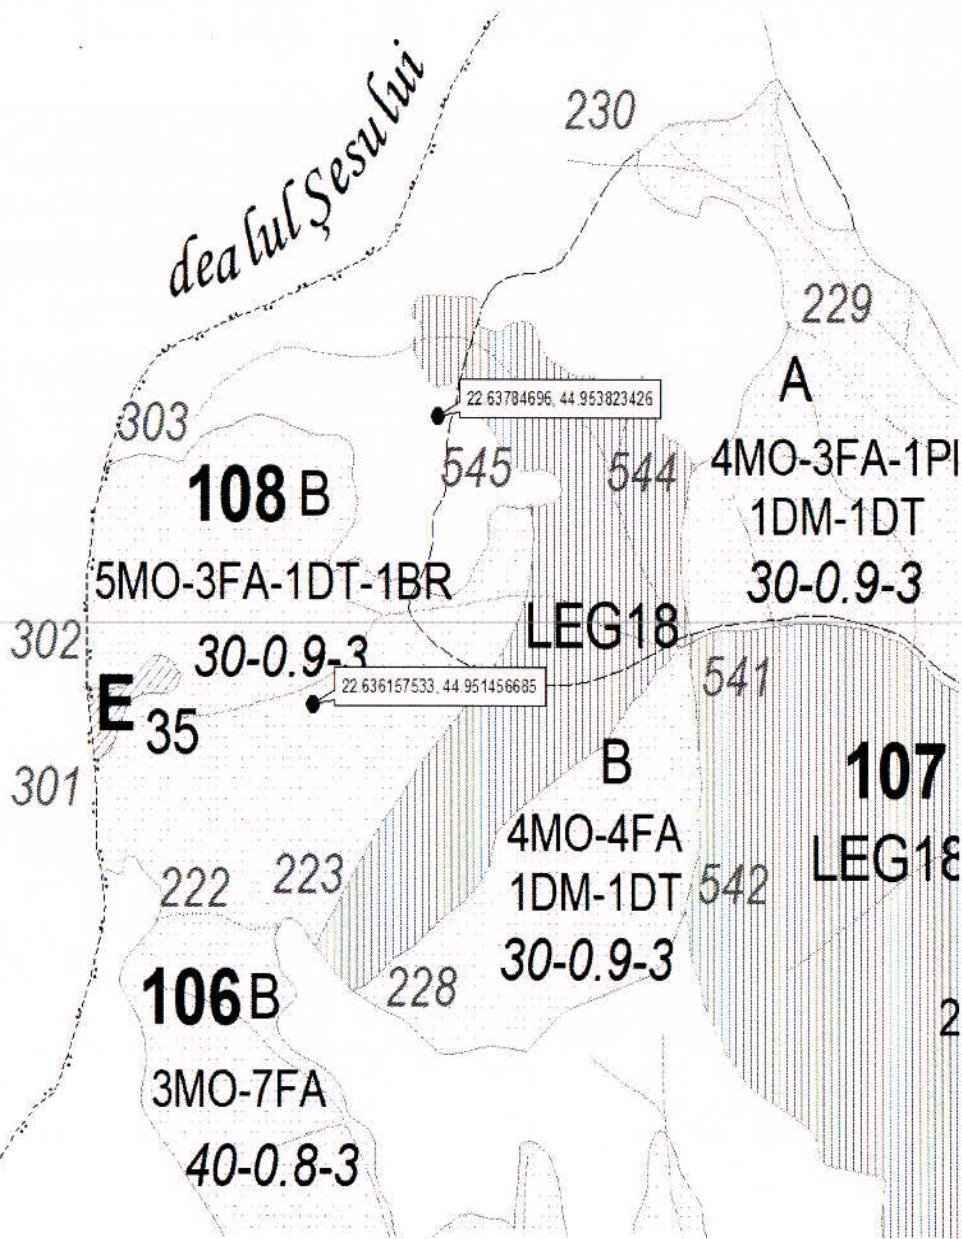 230
dealul Şesului
229
A
22.63784696, 44.953823426
303
545
544
4MO-3FA-1PI
108 B
1DM-1DT
5MO-3FA-1DT-1BR
30-0.9-3
302
LEG18
30-0.9-3
541
22.636157533, 44.951456685
E 35
B
107
301
4MO-4FA
LEG18
222
223
1DM-1DT
542
30-0.9-3
106 B
228
2
3MO-7FA
40-0.8-3